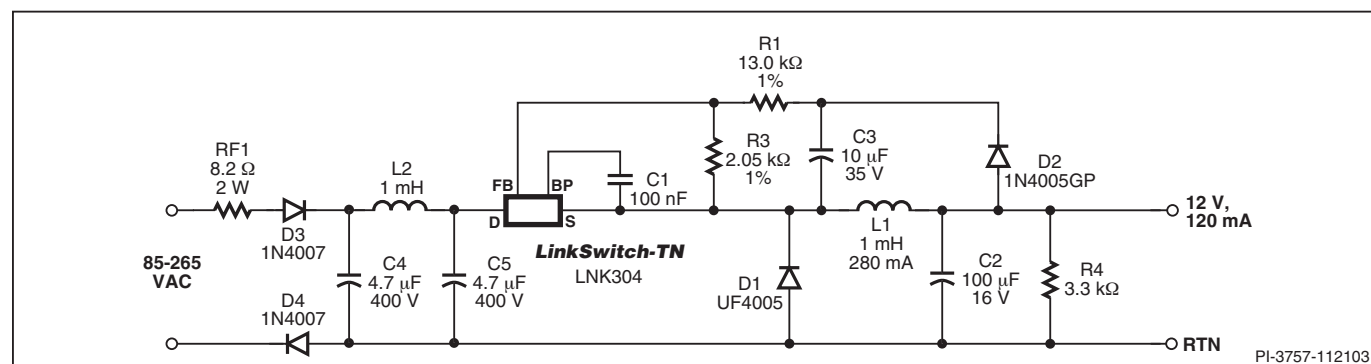 R1
13.0 kΩ
1%
RF1
8.2 Ω
2 W
L2
1 mH
FB
BP
D
S
C1
100 nF
R3
2.05 kΩ
1%
C3
10 µF
35 V
D2
1N4005GP
12 V,
120 mA
D3
1N4007
LinkSwitch-TN
LNK304
L1
1 mH
280 mA
85-265
VAC
C4
4.7 µF
400 V
C5
4.7 µF
400 V
D1
UF4005
C2
100 µF
16 V
R4
3.3 kΩ
D4
1N4007
RTN
PI-3757-112103